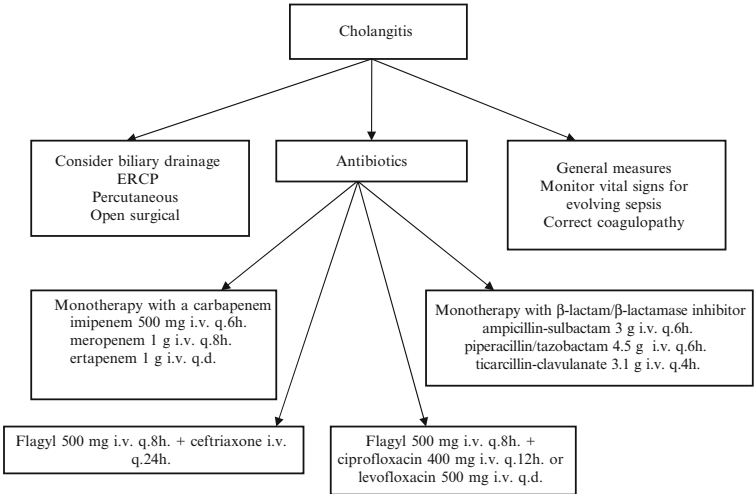 Cholangitis
Consider biliary drainage
ERCP
Percutaneous
Open surgical
Antibiotics
General measures
Monitor vital signs for
evolving sepsis
Correct coagulopathy
Monotherapy with a carbapenem
imipenem 500 mg i.v. q.6h.
meropenem 1 g i.v. q.8h.
ertapenem 1 g i.v. q.d.
Monotherapy with β-lactam/β-lactamase inhibitor
ampicillin-sulbactam 3 g i.v. q.6h.
piperacillin/tazobactam 4.5 g i.v. q.6h.
ticarcillin-clavulanate 3.1 g i.v. q.4h.
Flagyl 500 mg i.v. q.8h. + ceftriaxone i.v.
q.24h.
Flagyl 500 mg i.v. q.8h. +
ciprofloxacin 400 mg i.v. q.12h. or
levofloxacin 500 mg i.v. q.d.